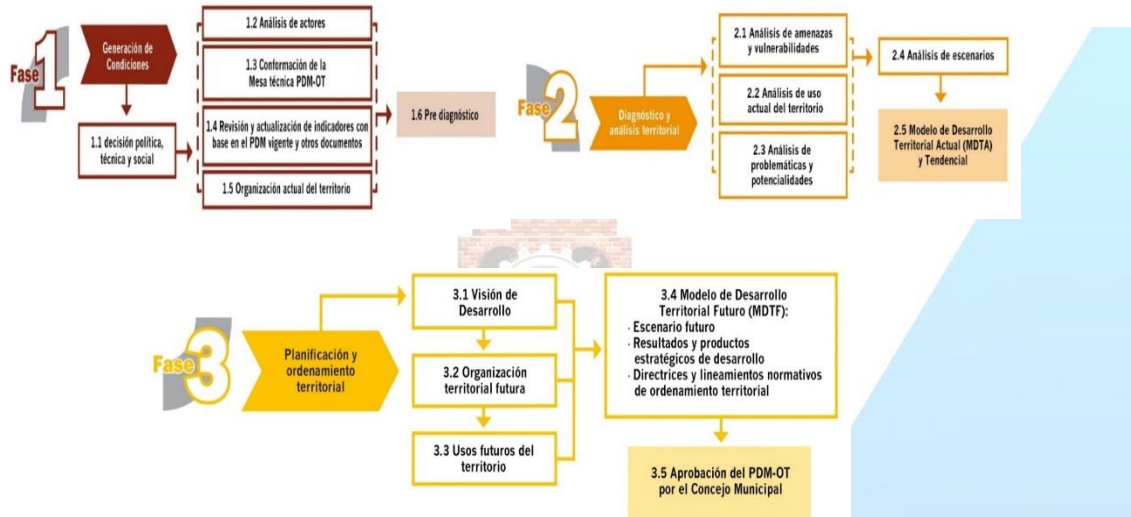 Fase 1
Generación de
Condiciones
1.1 decisión política,
técnica y social
1.2 Análisis de actores
1.3 Conformación de la
Mesa técnica PDM-OT
1.4 Revisión y actualización de indicadores con
base en el PDM vigente y otros documentos
1.5 Organización actual del territorio
1.6 Pre diagnóstico
Fase 2
Diagnóstico y
análisis territorial
2.1 Análisis de amenazas
y vulnerabilidades
2.2 Análisis de uso
actual del territorio
2.3 Análisis de
problemáticas y
potencialidades
2.4 Análisis de escenarios
2.5 Modelo de Desarrollo
Territorial Actual (MDTA)
y Tendencial
Fase 3
Planificación y
ordenamiento
territorial
3.1 Visión de
Desarrollo
3.2 Organización
territorial futura
3.3 Usos futuros del
territorio
3.4 Modelo de Desarrollo
Territorial Futuro (MDTF):
· Escenario futuro
· Resultados y productos
estratégicos de desarrollo
· Directrices y lineamientos normativos
de ordenamiento territorial
3.5 Aprobación del PDM-OT
por el Concejo Municipal